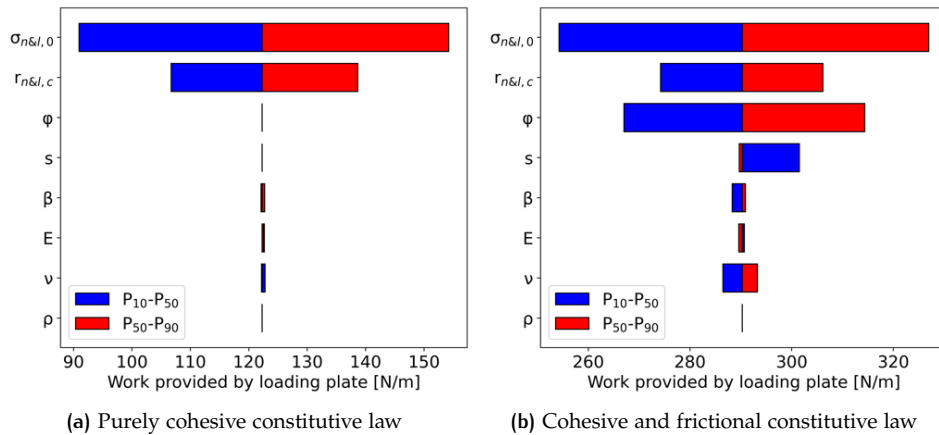 σn&l,0
rn&l,c
φ
s
β
E
ν
ρ
P10-P50
P50-P90
90 100 110 120 130 140 150
Work provided by loading plate [N/m]
(a) Purely cohesive constitutive law
σn&l,0
rn&l,c
φ
s
β
E
ν
ρ
P10-P50
P50-P90
260 280 300 320
Work provided by loading plate [N/m]
(b) Cohesive and frictional constitutive law